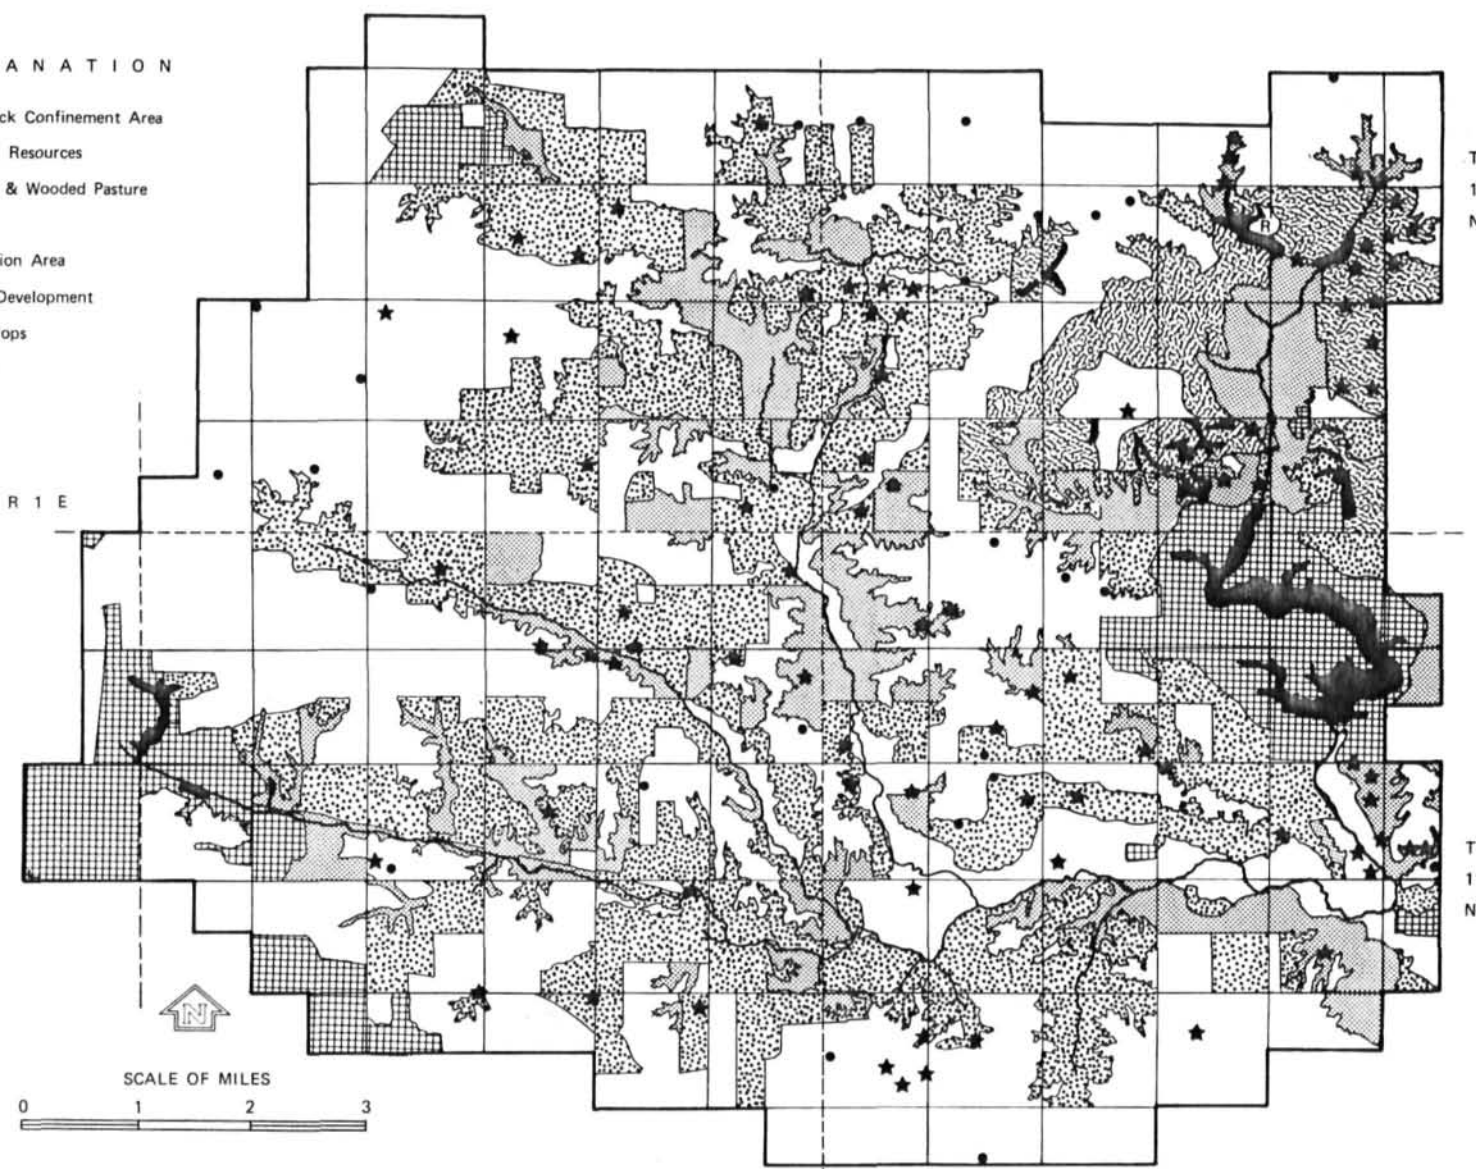 A N A T I O N
ck Confinement Area
Resources
& Wooded Pasture
ion Area
Development
ops
R 1 E
T
1
N
R
T
1
N
N
SCALE OF MILES
0 1 2 3